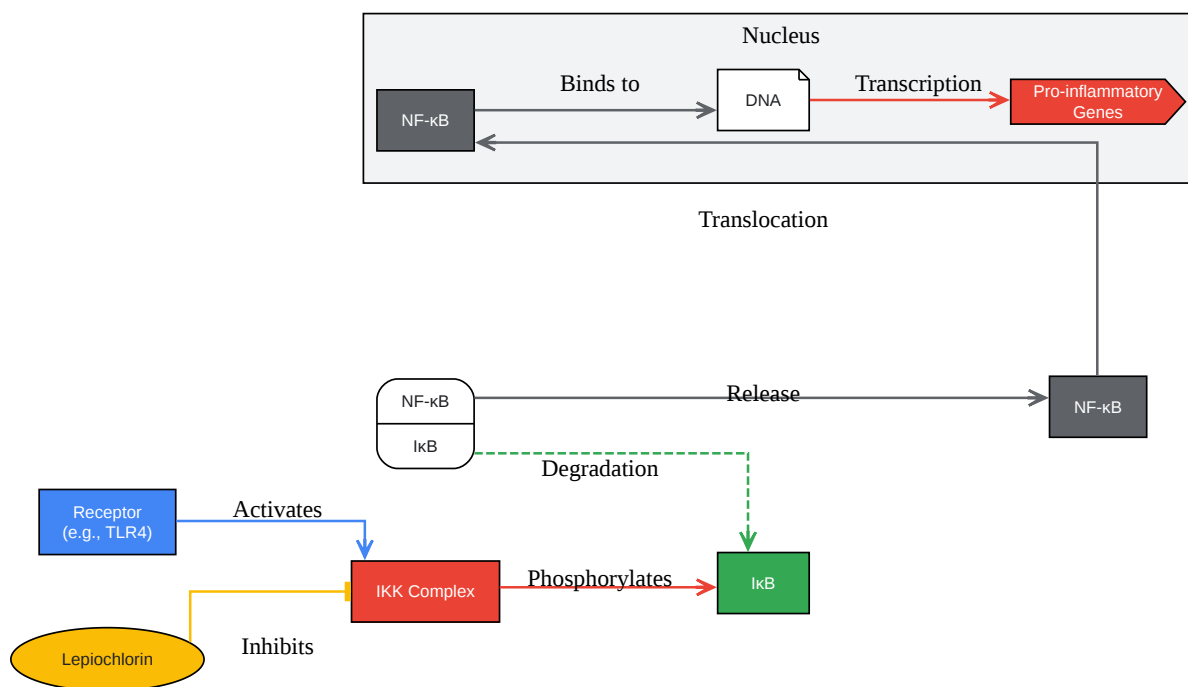 Nucleus
Binds to
Transcription
NF-κB
DNA
Pro-inflammatory
Genes
Translocation
NF-κB
IκB
Release
NF-κB
Degradation
Receptor
(e.g., TLR4)
Activates
IKK Complex
Phosphorylates
IκB
Inhibits
Lepiochlorin